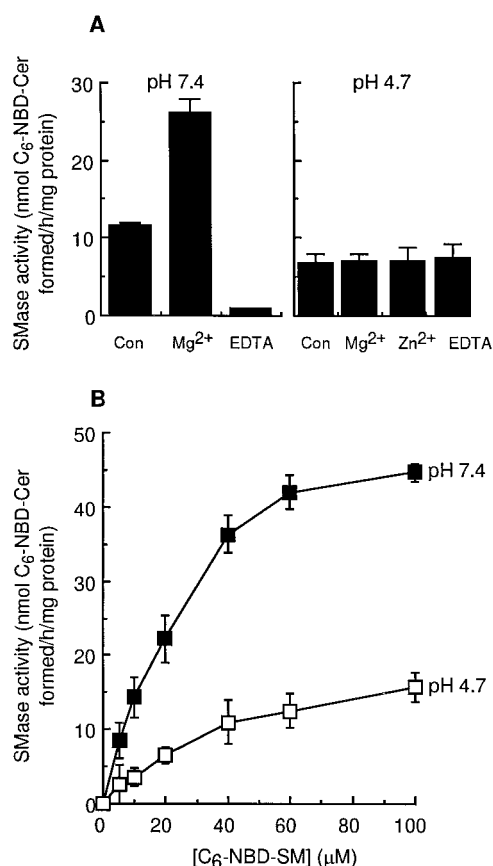 A
SMase activity (nmol C6-NBD-Cer
formed/h/mg protein)
30
20
10
0
pH 7.4
pH 4.7
Con Mg2+ EDTA
Con Mg2+ Zn2+ EDTA
B
SMase activity (nmol C6-NBD-Cer
formed/h/mg protein)
50
40
30
20
10
0
pH 7.4
pH 4.7
0 20 40 60 80 100
[C6-NBD-SM] (μM)